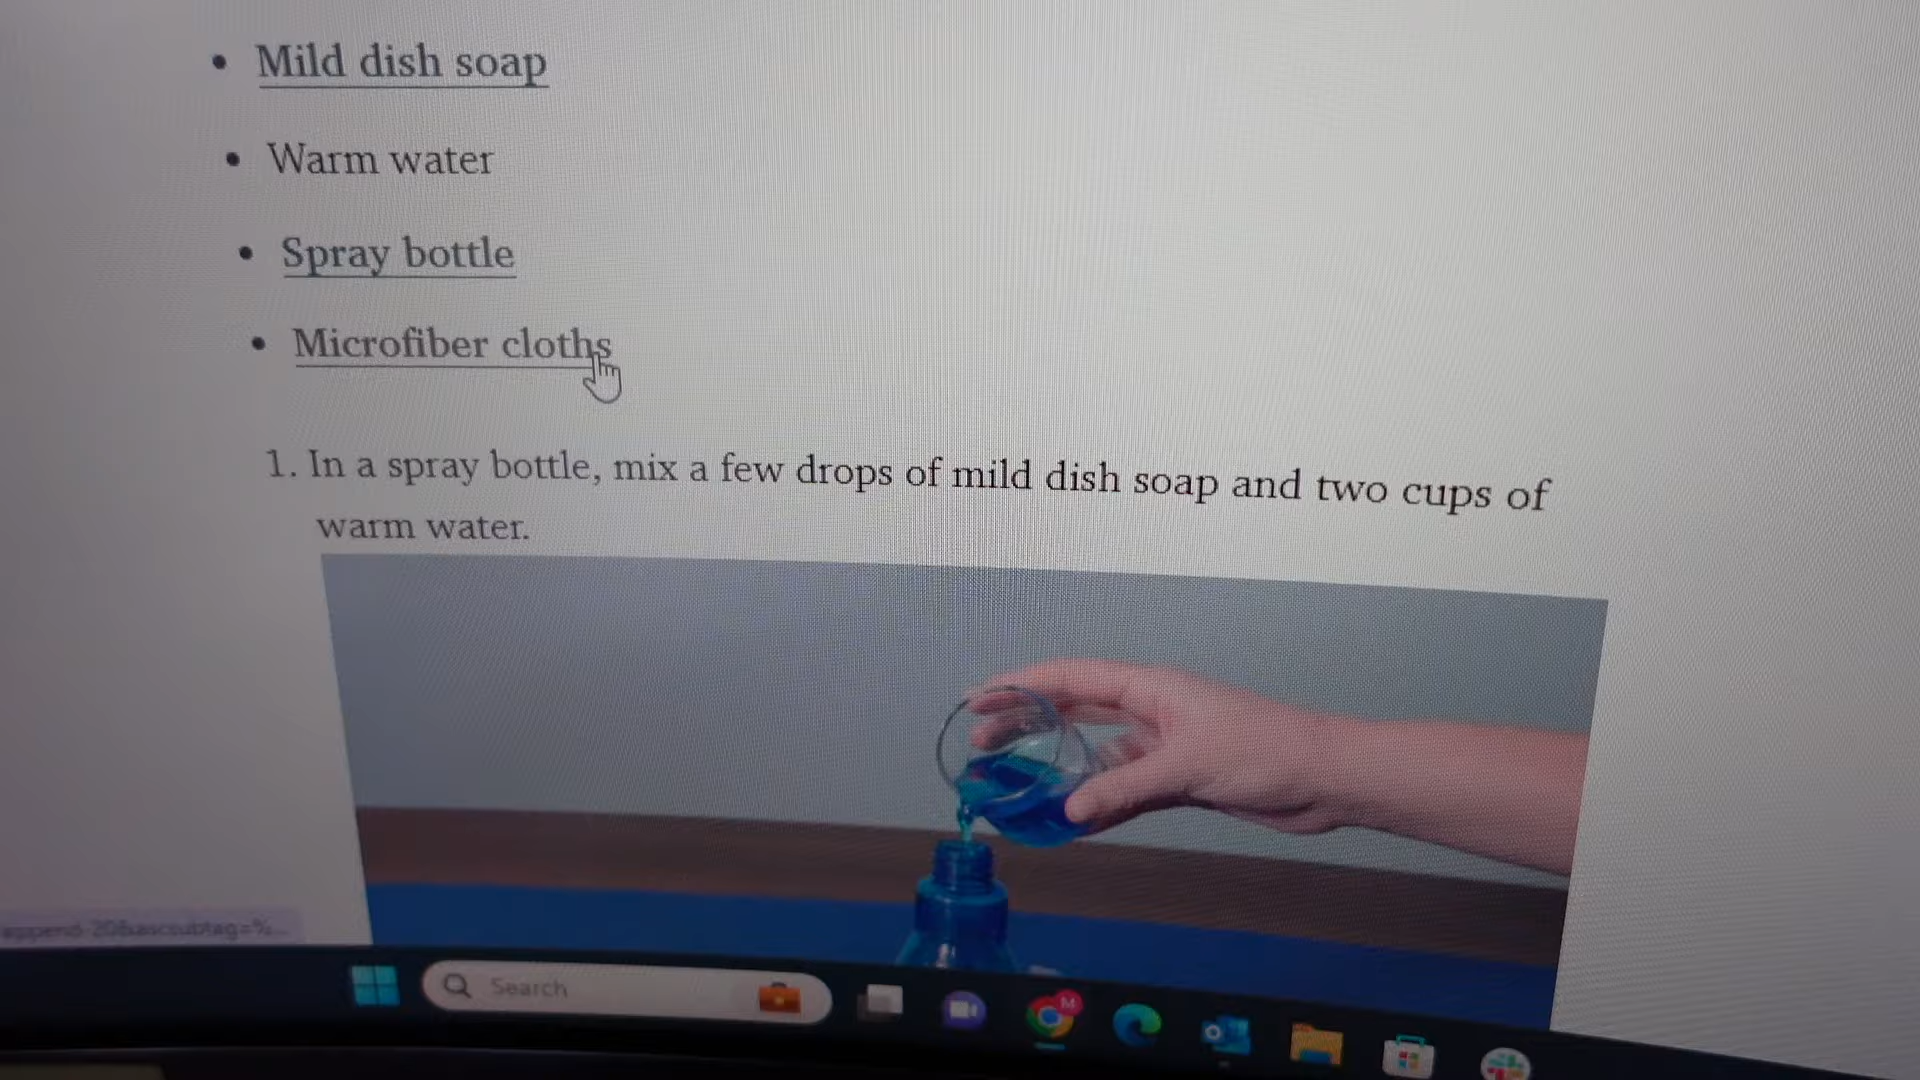 Mild dish soap
Warm water
Spray bottle
Microfiber cloths
1. In a spray bottle, mix a few drops of mild dish soap and two cups of
warm water.
Search
M